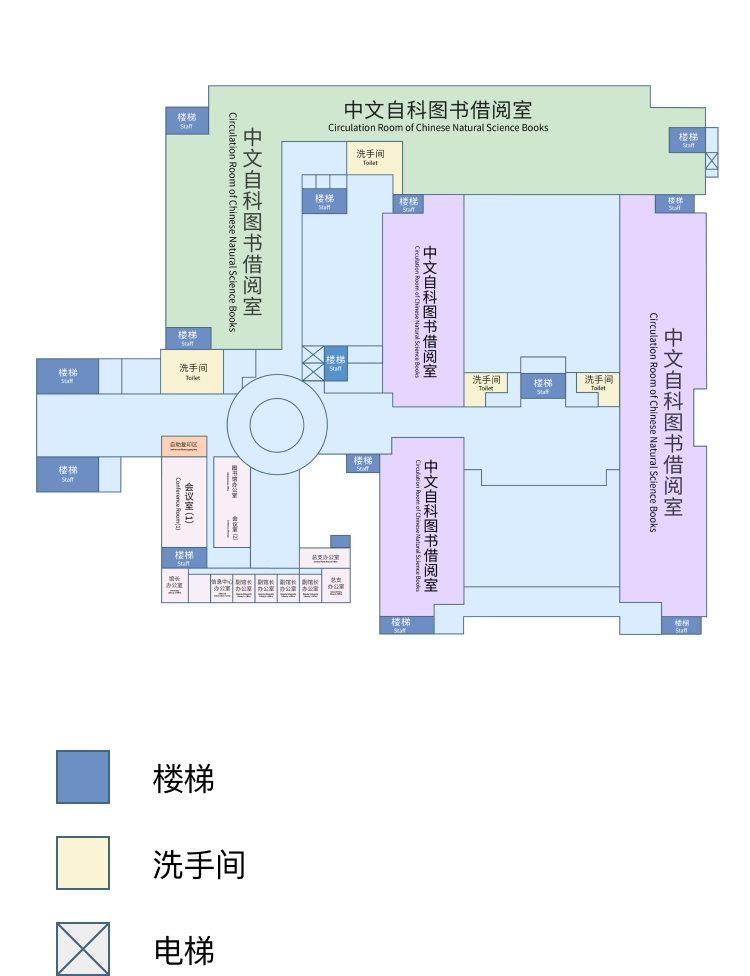 中文自科图书借阅室
Circulation Room of Chinese Natural Science Books
楼梯
Staff
中文自科图书借阅室
Circulation Room of Chinese Natural Science Books
洗手间
Toilet
楼梯
Staff
楼梯
Staff
楼梯
Staff
楼梯
Staff
中文自科图书借阅室
Circulation Room of Chinese Natural Science Books
中文自科图书借阅室
Circulation Room of Chinese Natural Science Books
楼梯
Staff
洗手间
Toilet
楼梯
Staff
楼梯
Staff
洗手间
Toilet
楼梯
Staff
洗手间
Toilet
自助复印区
楼梯
Staff
楼梯
Staff
会议室（1）
Conference Room(1)
图书馆办公室
会议室（2）
中文自科图书借阅室
Circulation Room of Chinese Natural Science Books
楼梯
Staff
总支办公室
馆长
办公室
信息中心
办公室
副馆长
办公室
副馆长
办公室
副馆长
办公室
副馆长
办公室
总支
办公室
楼梯
Staff
楼梯
Staff
楼梯
洗手间
电梯